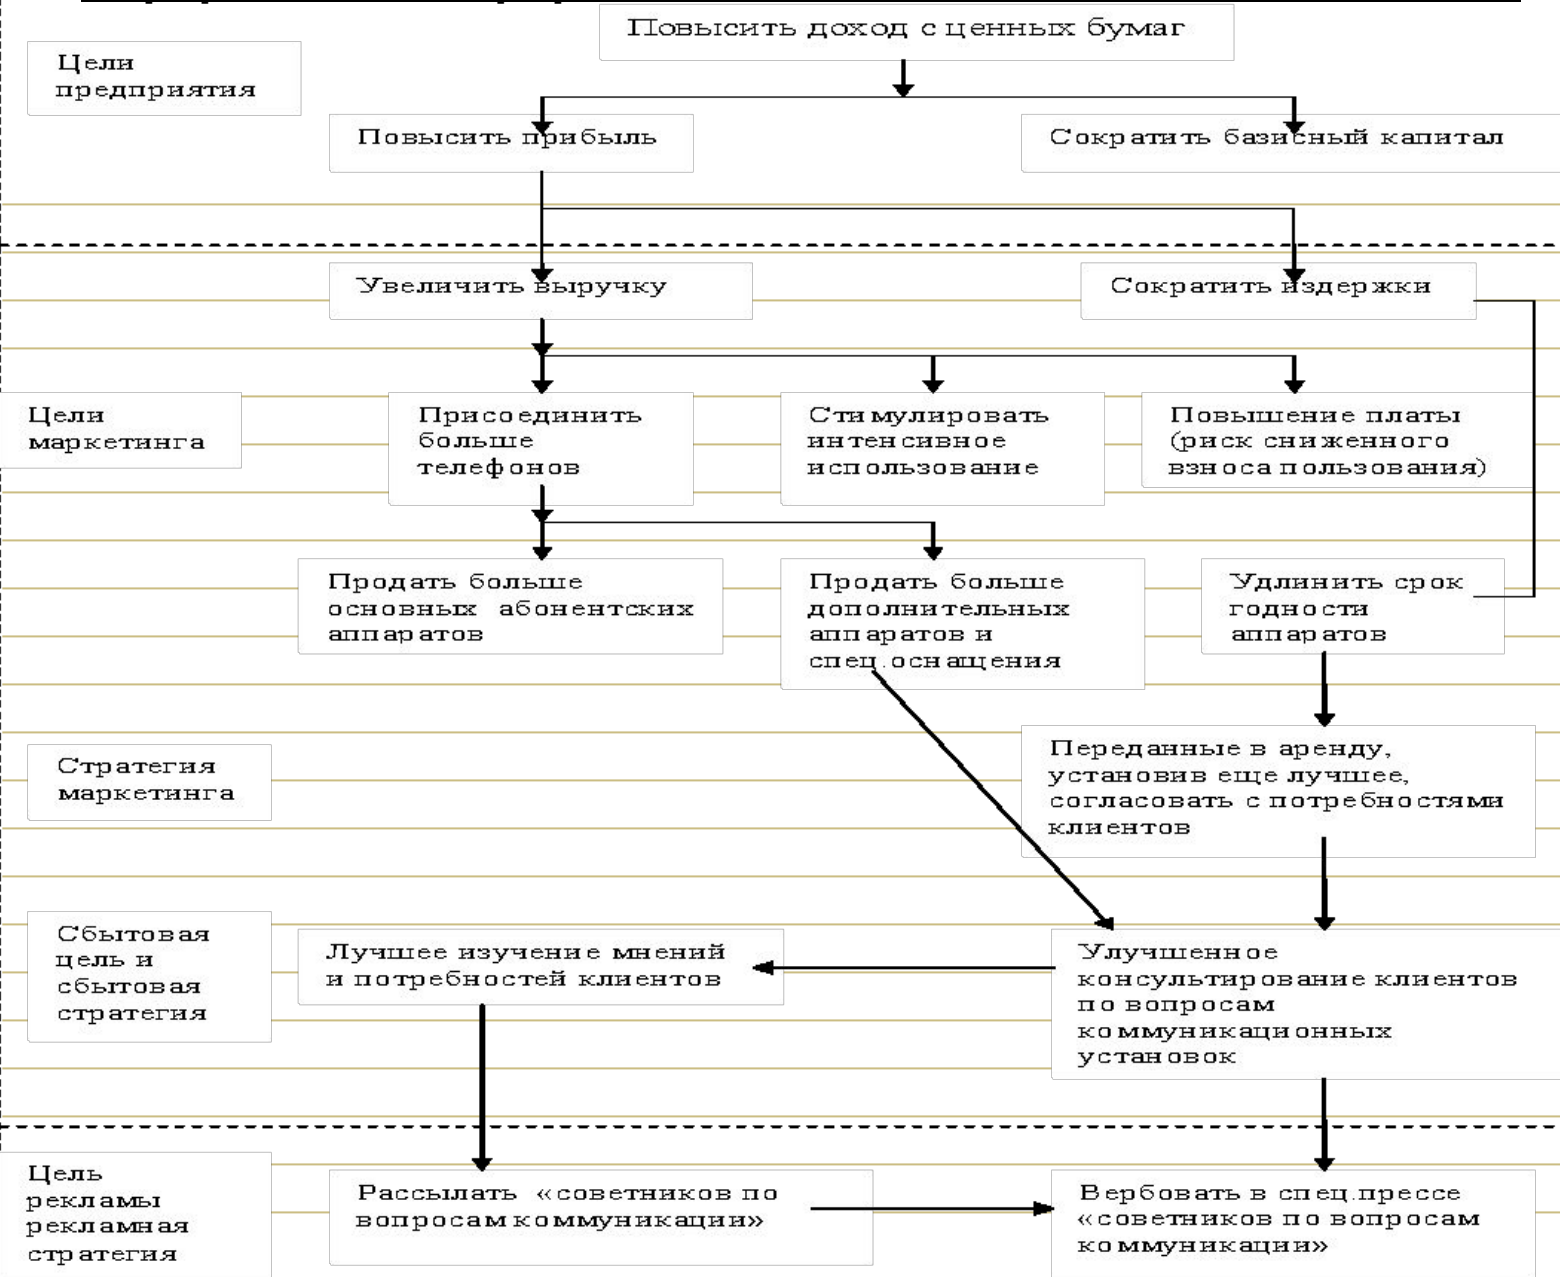 Повысить доход с ценных бумаг
Цели
предприятия
Повысить прибыль
Сократить базисный капитал
Увеличить выручку
Сократить издержки
Цели
маркетинга
Присоединить
больше
телефонов
Стимулировать
интенсивное
использование
Повышение платы
(риск сниженного
взноса пользования)
Продать больше
основных абонентских
аппаратов
Продать больше
дополнительных
аппаратов и
спец.оснащения
Удлинить срок
годности
аппаратов
Стратегия
маркетинга
Переданные в аренду,
установив еще лучшее,
согласовать с потребностями
клиентов
Сбытовая
цель и
сбытовая
стратегия
Лучшее изучение мнений
и потребностей клиентов
Улучшенное
консультирование клиентов
по вопросам
коммуникационных
установок
Цель
рекламы
рекламная
стратегия
Рассылать «советников по
вопросам коммуникации»
Вербовать в спец.прессе
«советников по вопросам
коммуникации»